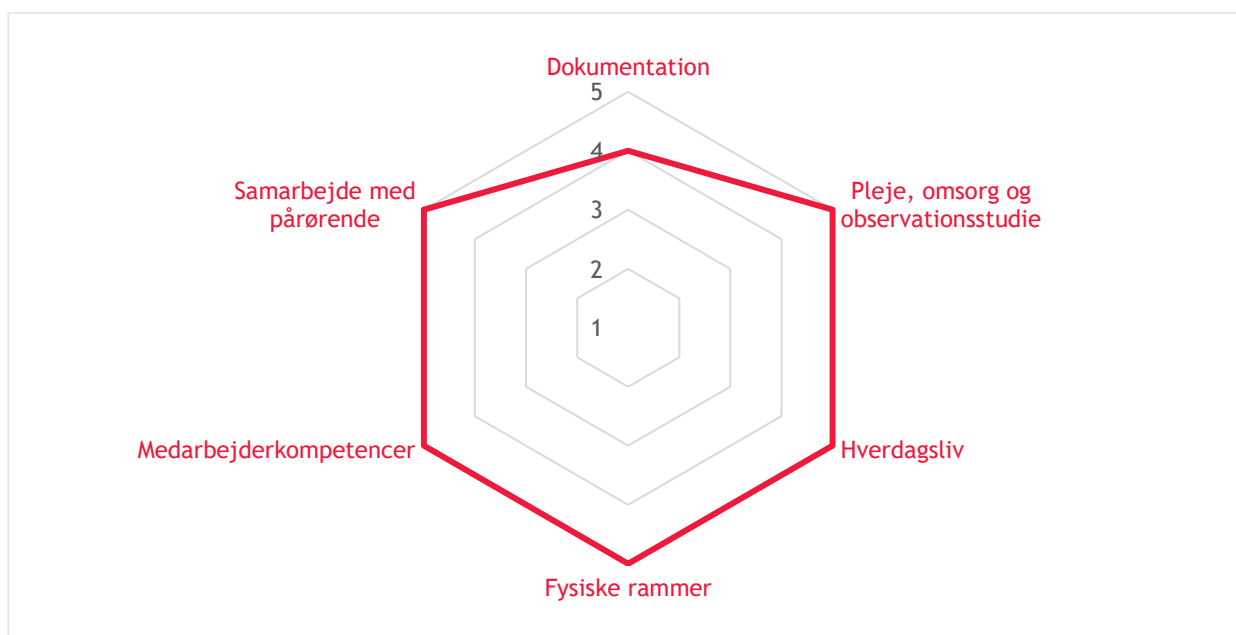 Dokumentation
5
4
Samarbejde med
pårørende
3
Pleje, omsorg og
observationsstudie
2
1
Medarbejderkompetencer
Hverdagsliv
Fysiske rammer